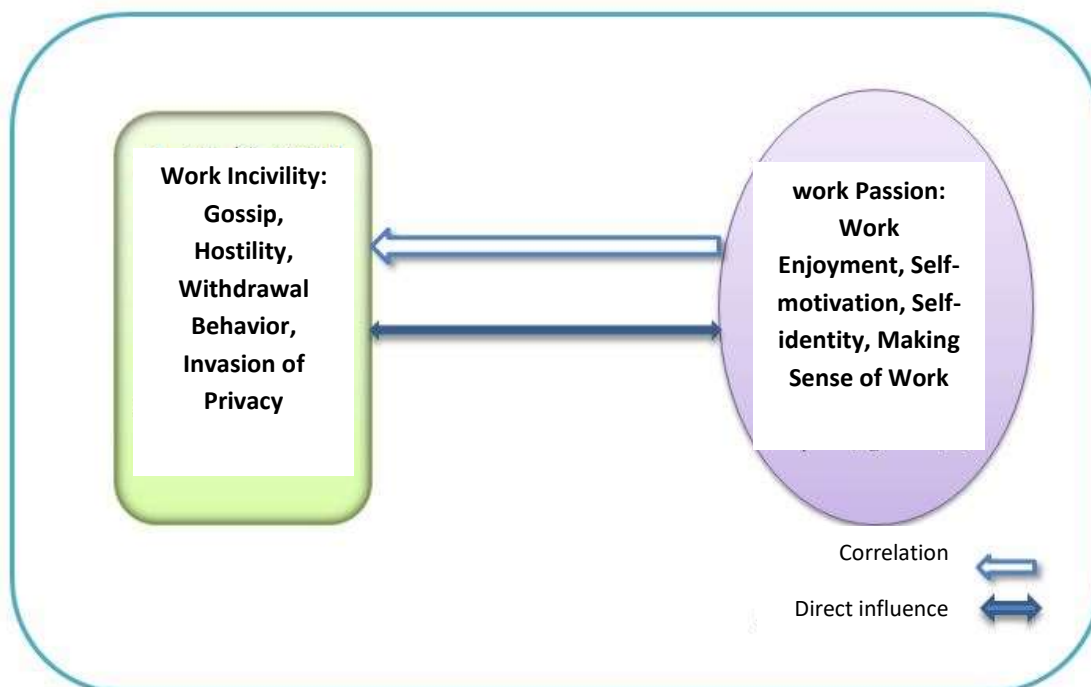 Work Incivility:
Gossip,
Hostility,
Withdrawal
Behavior,
Invasion of
Privacy
work Passion:
Work
Enjoyment, Self-
motivation, Self-
identity, Making
Sense of Work
Correlation
Direct influence